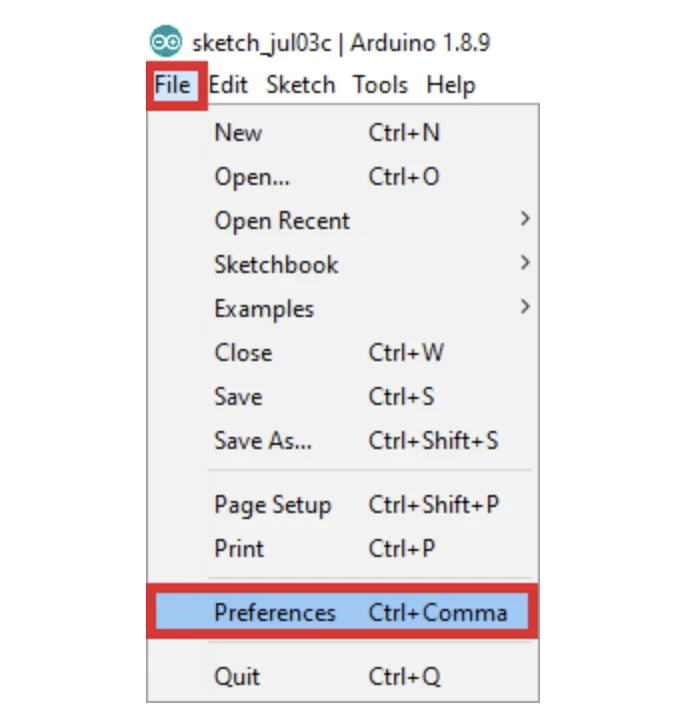 sketch_jul03c | Arduino 1.8.9
File Edit Sketch Tools Help
New Ctrl+N
Open... Ctrl+O
Open Recent
Sketchbook
Examples
Close Ctrl+W
Save Ctrl+S
Save As... Ctrl+Shift+S
Page Setup Ctrl+Shift+P
Print Ctrl+P
Preferences Ctrl+Comma
Quit Ctrl+Q